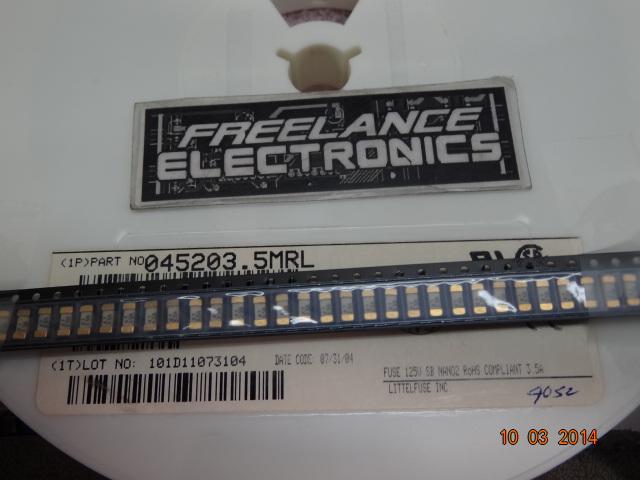 FREELANCE
ELECTRONICS
(1P)PART NO 045203.5MRL
(1T)LOT NO: 101D11073104
DATE CODE: 07/31/04
FUSE 125V SB NANO2 RoHS COMPLIANT 3.5A
LITTELFUSE INC
4052
10 03 2014